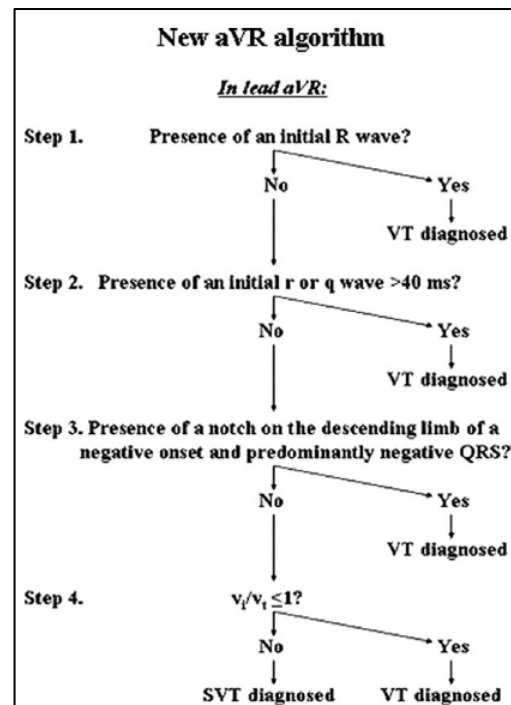 New aVR algorithm
In lead aVR:
Step 1. Presence of an initial R wave?
No Yes
VT diagnosed
Step 2. Presence of an initial r or q wave >40 ms?
No Yes
VT diagnosed
Step 3. Presence of a notch on the descending limb of a
negative onset and predominantly negative QRS?
No Yes
VT diagnosed
Step 4. vi/vt ≤1?
No Yes
SVT diagnosed VT diagnosed